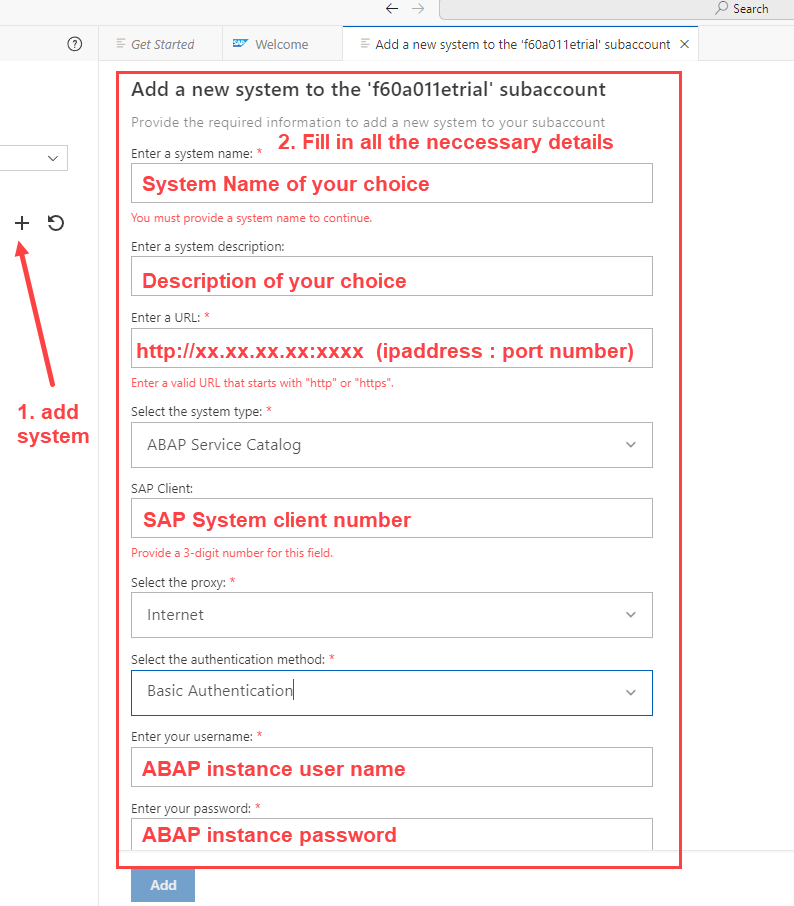 Search
Get Started
SAP Welcome
Add a new system to the 'f60a011etrial' subaccount
Add a new system to the 'f60a011etrial' subaccount
Provide the required information to add a new system to your subaccount
2. Fill in all the neccessary details
Enter a system name: *
System Name of your choice
You must provide a system name to continue.
Enter a system description:
Description of your choice
Enter a URL: *
http://xx.xx.xx.xx:xxxx (ipaddress : port number)
Enter a valid URL that starts with "http" or "https".
1. add
system
Select the system type: *
ABAP Service Catalog
SAP Client:
SAP System client number
Provide a 3-digit number for this field.
Select the proxy: *
Internet
Select the authentication method: *
Basic Authentication
Enter your username: *
ABAP instance user name
Enter your password: *
ABAP instance password
Add